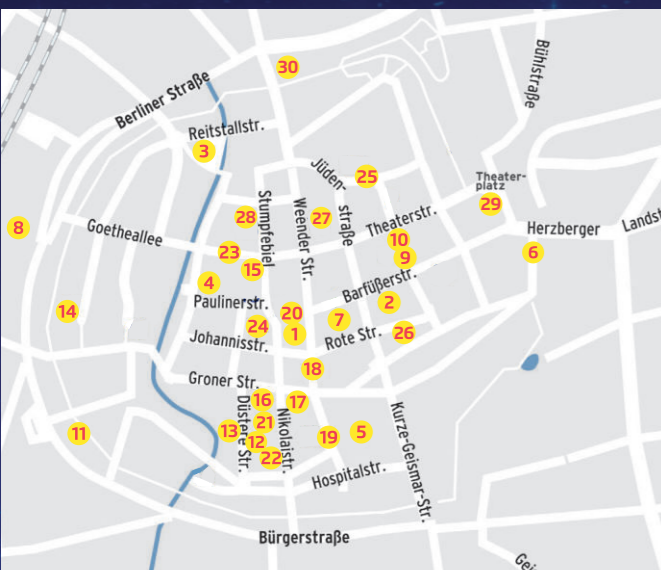 30
Bühlstraße
Berliner Straße
Reitstallstr.
3
Jüden-
straße
25
Theater-
platz
29
8
Goetheallee
28
Stumpfebiel
Weender Str.
27
Theaterstr.
10
9
Herzberger
Landst
6
23
15
4
14
Paulinerstr.
20
Barfüßerstr.
2
7
24
1
Johannisstr.
Rote Str.
26
18
Groner Str.
16
17
11
13
Düstere Str.
21
12
22
Nikolaistr.
19
5
Kurze-Geismar-Str.
Hospitalstr.
Bürgerstraße
Gei